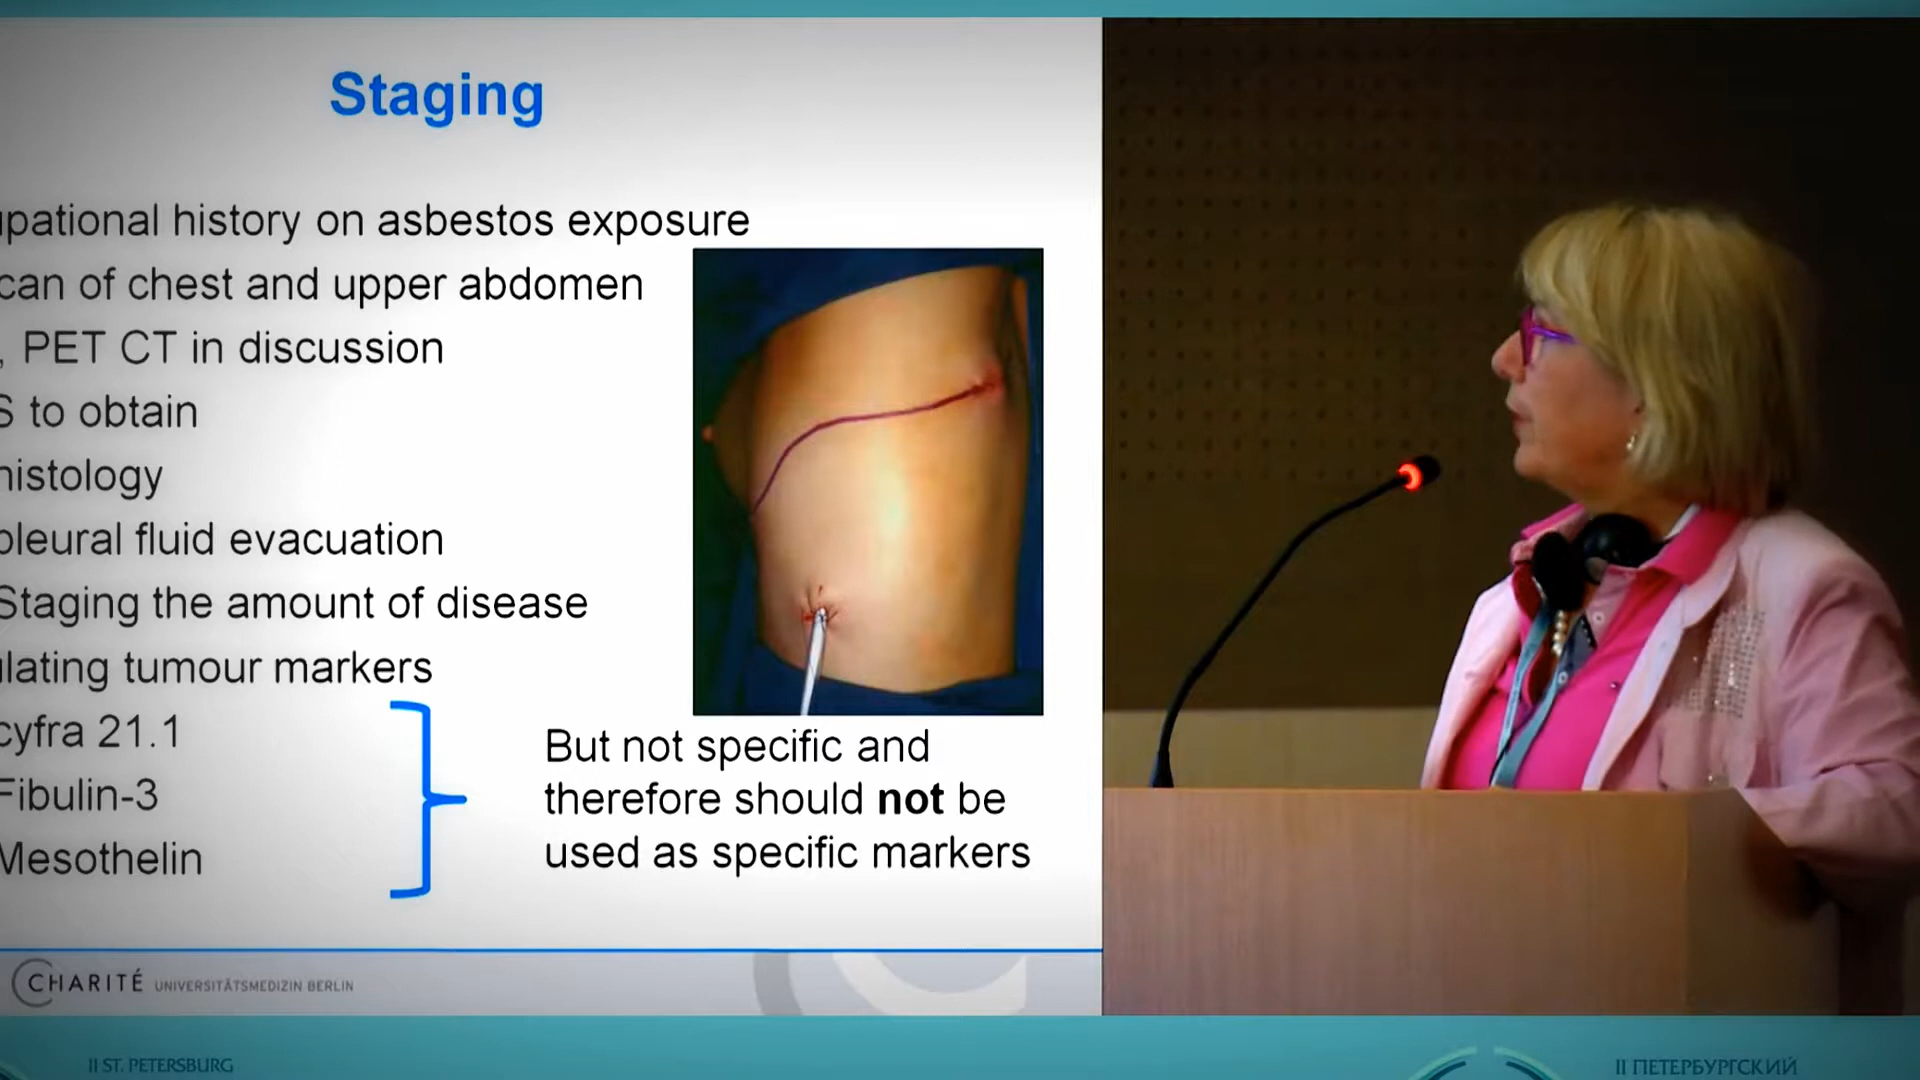 Staging
upational history on asbestos exposure
can of chest and upper abdomen
, PET CT in discussion
S to obtain
histology
pleural fluid evacuation
Staging the amount of disease
ulating tumour markers
cyfra 21.1
Fibulin-3
Mesothelin
But not specific and
therefore should not be
used as specific markers
CHARITÉ UNIVERSITÄTSMEDIZIN BERLIN
II ST. PETERSBURG
II ПЕТЕРБУРГСКИЙ